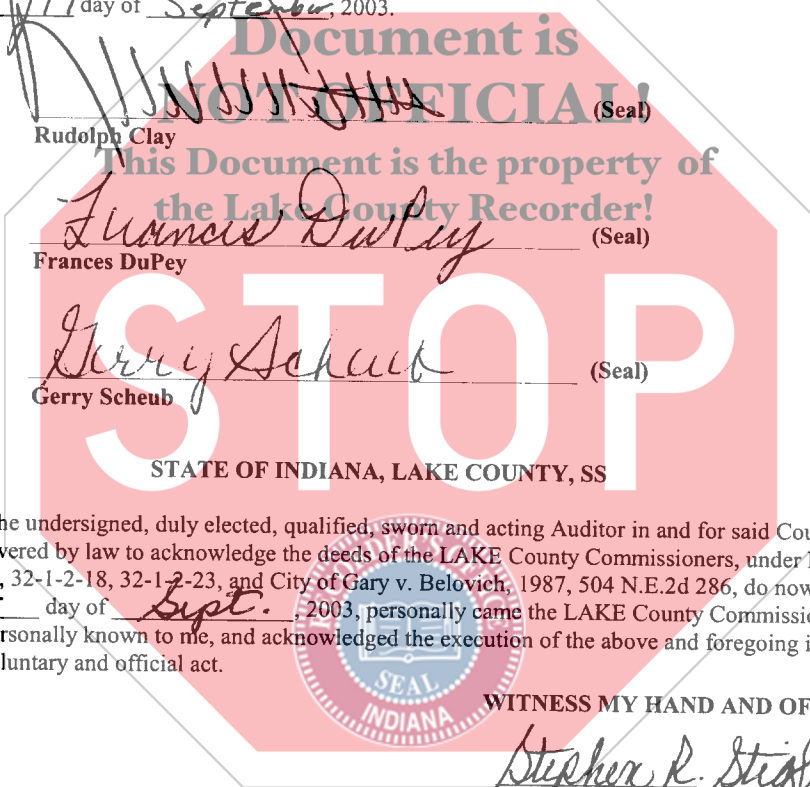 day of September, 2003.
Document is
NOT OFFICIAL!
(Seal)
Rudolph Clay
This Document is the property of
the Lake County Recorder!
Frances DuPey (Seal)
Frances DuPey
STOP
Gerry Scheub (Seal)
Gerry Scheub
STATE OF INDIANA, LAKE COUNTY, SS
he undersigned, duly elected, qualified, sworn and acting Auditor in and for said Cou
vered by law to acknowledge the deeds of the LAKE County Commissioners, under
, 32-1-2-18, 32-1-2-23, and City of Gary v. Belovich, 1987, 504 N.E.2d 286, do now
day of Sept. , 2003, personally came the LAKE County Commissio
rsonally known to me, and acknowledged the execution of the above and foregoing i
luntary and official act.
SEAL
INDIANA
WITNESS MY HAND AND OF
Stephen R.